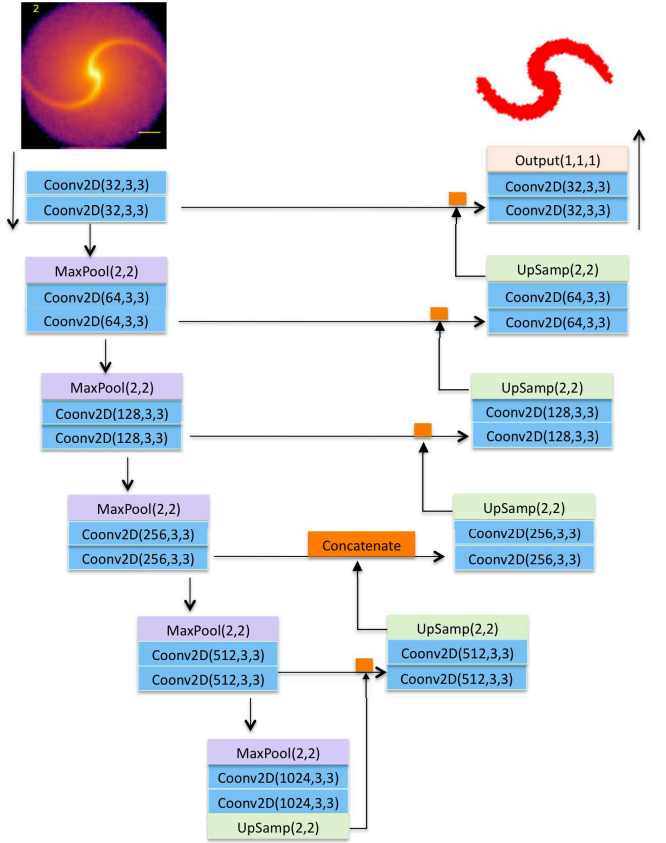 2
Coonv2D(32,3,3)
Coonv2D(32,3,3)
MaxPool(2,2)
Coonv2D(64,3,3)
Coonv2D(64,3,3)
MaxPool(2,2)
Coonv2D(128,3,3)
Coonv2D(128,3,3)
MaxPool(2,2)
Coonv2D(256,3,3)
Coonv2D(256,3,3)
MaxPool(2,2)
Coonv2D(512,3,3)
Coonv2D(512,3,3)
MaxPool(2,2)
Coonv2D(1024,3,3)
Coonv2D(1024,3,3)
UpSamp(2,2)
Concatenate
Output(1,1,1)
Coonv2D(32,3,3)
Coonv2D(32,3,3)
UpSamp(2,2)
Coonv2D(64,3,3)
Coonv2D(64,3,3)
UpSamp(2,2)
Coonv2D(128,3,3)
Coonv2D(128,3,3)
UpSamp(2,2)
Coonv2D(256,3,3)
Coonv2D(256,3,3)
UpSamp(2,2)
Coonv2D(512,3,3)
Coonv2D(512,3,3)